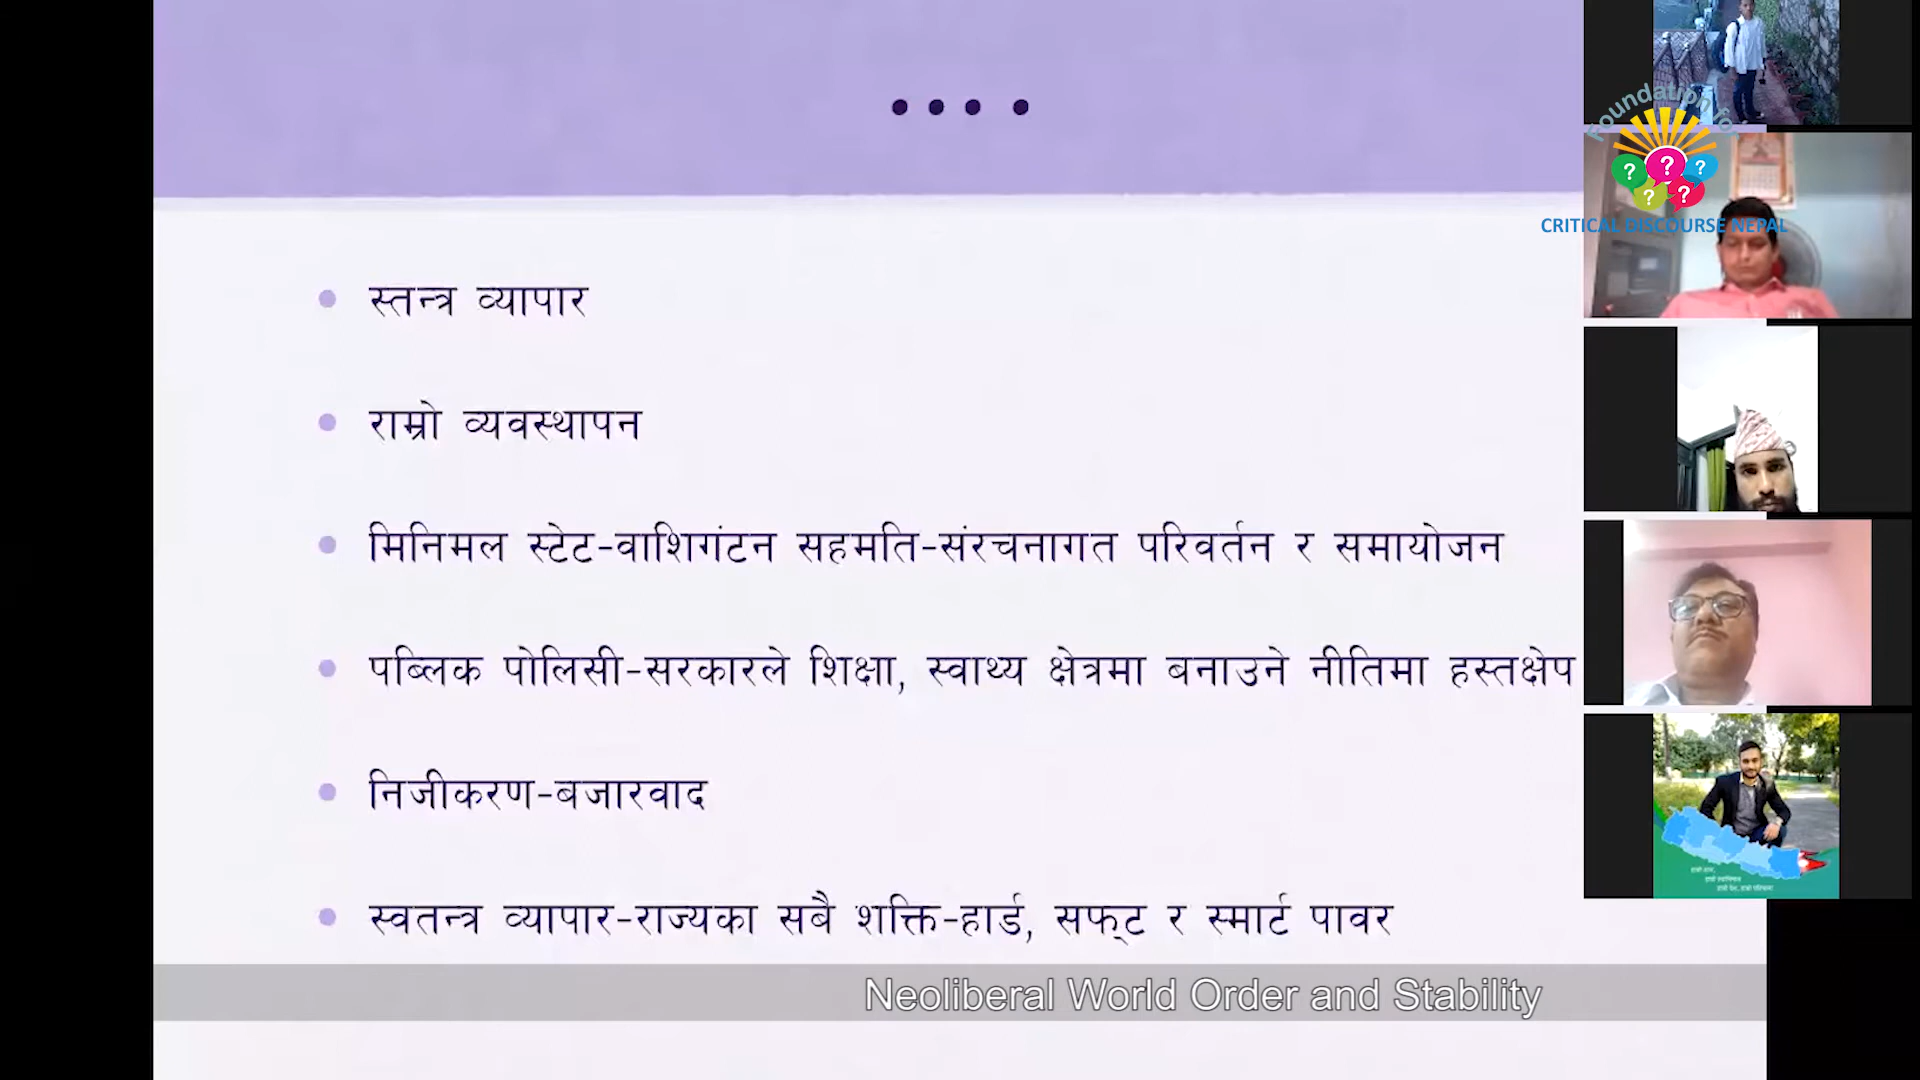 ....
स्तन्त्र व्यापार
राम्रो व्यवस्थापन
मिनिमल स्टेट-वाशिगंटन सहमति-संरचनागत परिवर्तन र समायोजन
पब्लिक पोलिसी-सरकारले शिक्षा, स्वाथ्य क्षेत्रमा बनाउने नीतिमा हस्तक्षेप
निजीकरण-बजारवाद
स्वतन्त्र व्यापार-राज्यका सबै शक्ति-हार्ड, सफ्ट र स्मार्ट पावर
Neoliberal World Order and Stability
Foundation for
CRITICAL DISCOURSE NEPAL